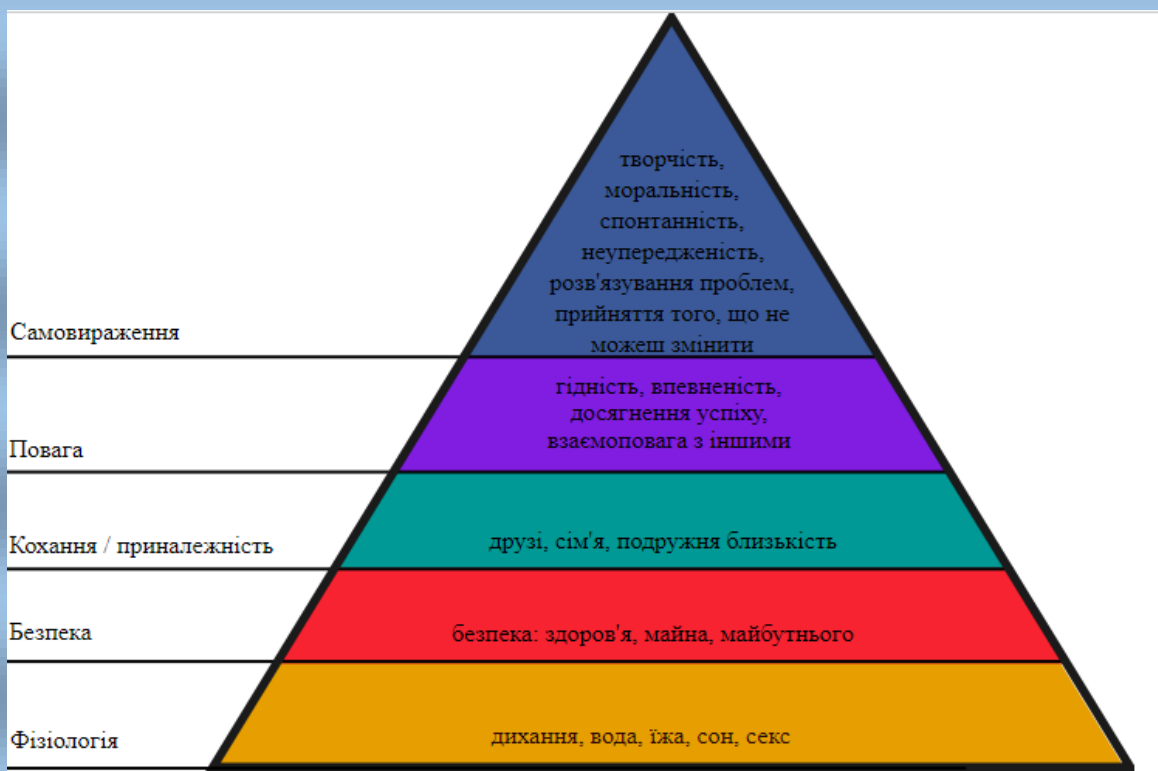 творчість,
моральність,
спонтанність,
неупередженість,
розв'язування проблем,
прийняття того, що не
можеш змінити
Самовираження
гідність, впевненість,
досягнення успіху,
взаємоповага з іншими
Повага
друзі, сім'я, подружня близькість
Кохання / приналежність
безпека: здоров'я, майна, майбутнього
Безпека
дихання, вода, їжа, сон, секс
Фізіологія